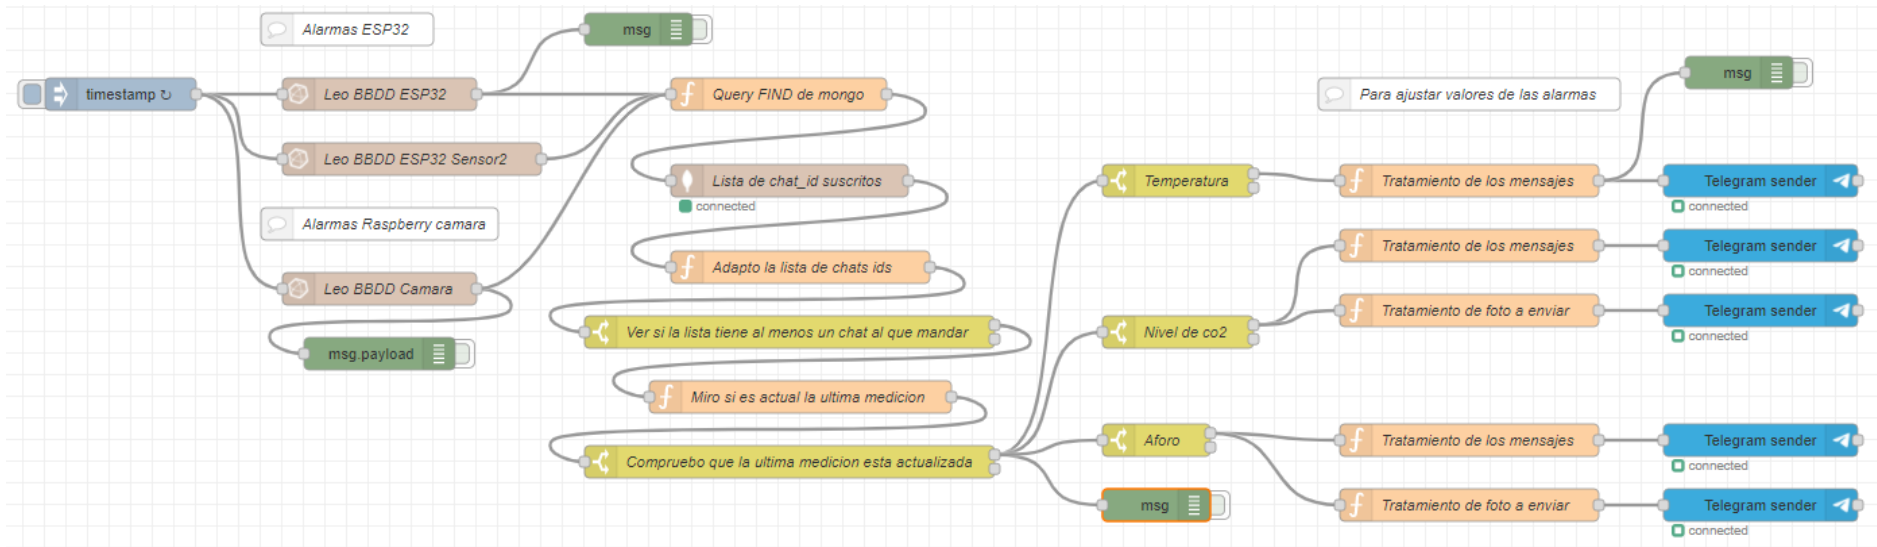 Alarmas ESP32
msg
msg
timestamp ↻
Leo BBDD ESP32
Query FIND de mongo
Para ajustar valores de las alarmas
Leo BBDD ESP32 Sensor2
Lista de chat_id suscritos
connected
Temperatura
Tratamiento de los mensajes
Telegram sender
connected
Alarmas Raspberry camara
Tratamiento de los mensajes
Telegram sender
connected
Adapto la lista de chats ids
Leo BBDD Camara
Tratamiento de foto a enviar
Telegram sender
connected
Ver si la lista tiene al menos un chat al que mandar
Nivel de co2
msg.payload
Miro si es actual la ultima medicion
Aforo
Tratamiento de los mensajes
Telegram sender
connected
Compruebo que la ultima medicion esta actualizada
msg
Tratamiento de foto a enviar
Telegram sender
connected